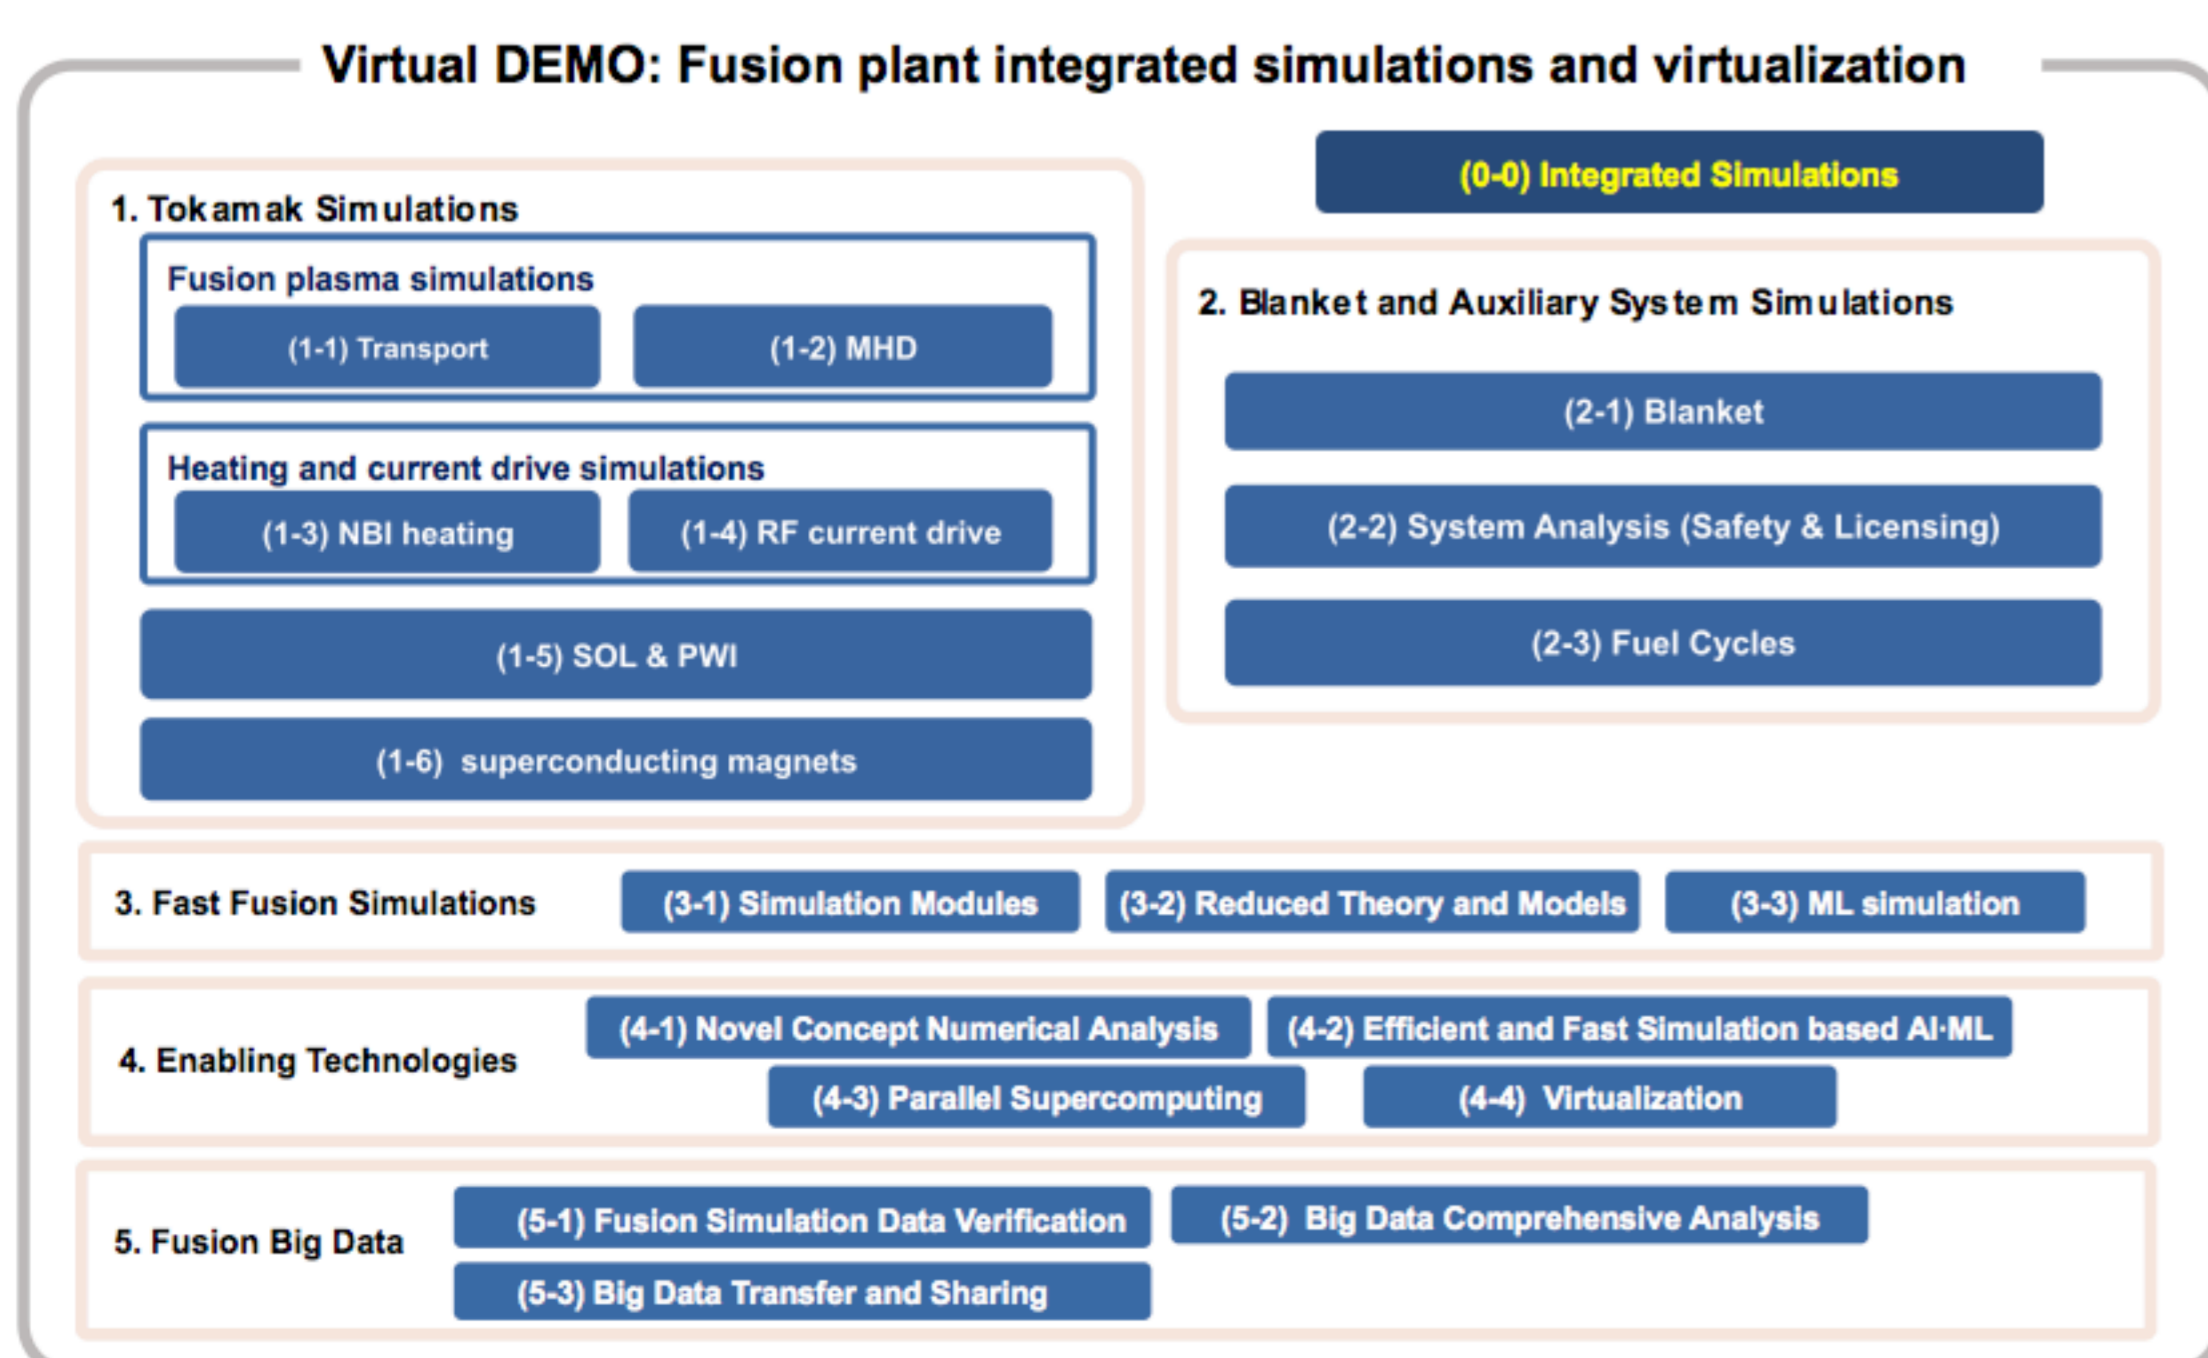 Virtual DEMO: Fusion plant integrated simulations and virtualization
(0-0) Integrated Simulations
1. Tokamak Simulations
Fusion plasma simulations
(1-1) Transport
(1-2) MHD
Heating and current drive simulations
(1-3) NBI heating
(1-4) RF current drive
(1-5) SOL & PWI
(1-6) superconducting magnets
2. Blanket and Auxiliary System Simulations
(2-1) Blanket
(2-2) System Analysis (Safety & Licensing)
(2-3) Fuel Cycles
3. Fast Fusion Simulations
(3-1) Simulation Modules
(3-2) Reduced Theory and Models
(3-3) ML simulation
4. Enabling Technologies
(4-1) Novel Concept Numerical Analysis
(4-2) Efficient and Fast Simulation based AI·ML
(4-3) Parallel Supercomputing
(4-4) Virtualization
5. Fusion Big Data
(5-1) Fusion Simulation Data Verification
(5-2) Big Data Comprehensive Analysis
(5-3) Big Data Transfer and Sharing